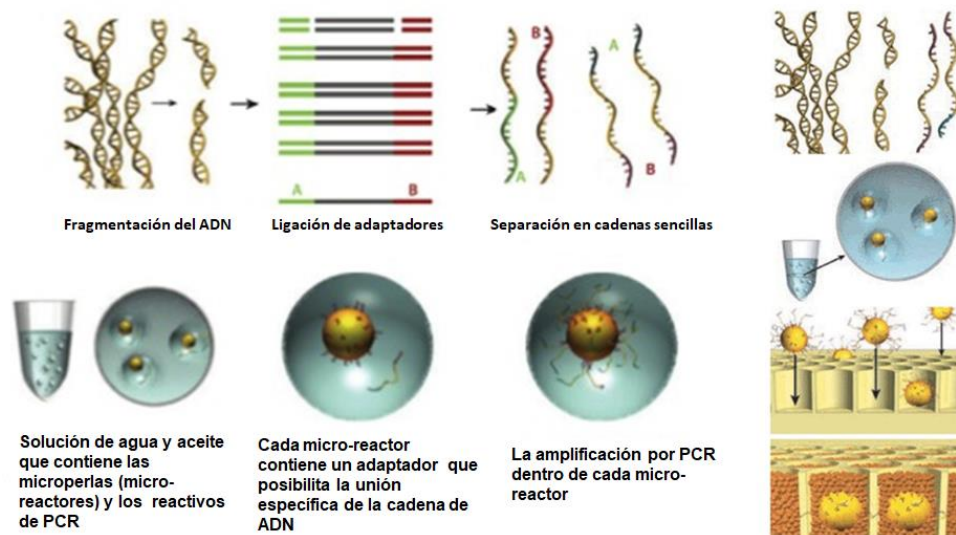 A
B
B
A
A
B
Fragmentación del ADN
Ligación de adaptadores
Separación en cadenas sencillas
Solución de agua y aceite
que contiene las
microperlas (micro-
reactores) y los reactivos
de PCR
Cada micro-reactor
contiene un adaptador que
posibilita la unión
específica de la cadena de
ADN
La amplificación por PCR
dentro de cada micro-
reactor